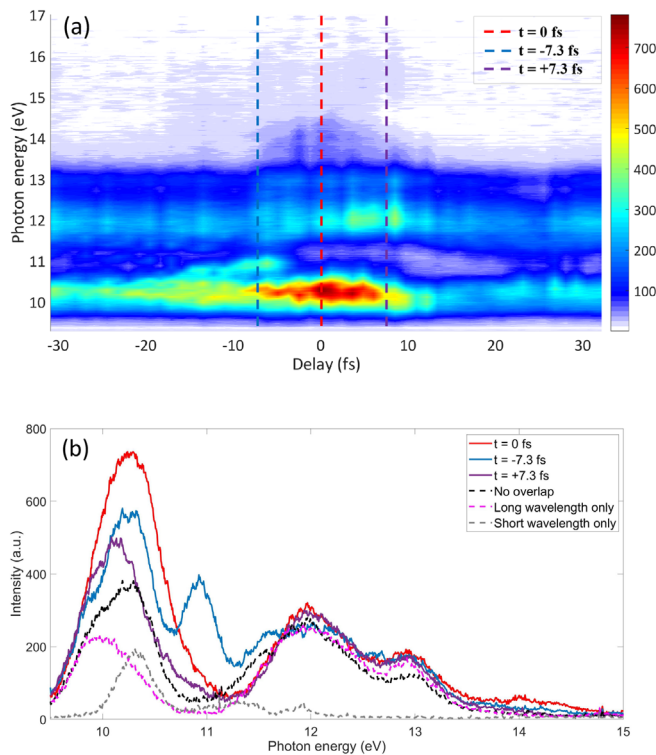 (a)
t = 0 fs
t = -7.3 fs
t = +7.3 fs
Photon energy (eV)
17
16
15
14
13
12
11
10
700
600
500
400
300
200
100
-30
-20
-10
0
10
20
30
Delay (fs)
(b)
t = 0 fs
t = -7.3 fs
t = +7.3 fs
No overlap
Long wavelength only
Short wavelength only
Intensity (a.u.)
800
600
400
200
0
10
11
12
13
14
15
Photon energy (eV)